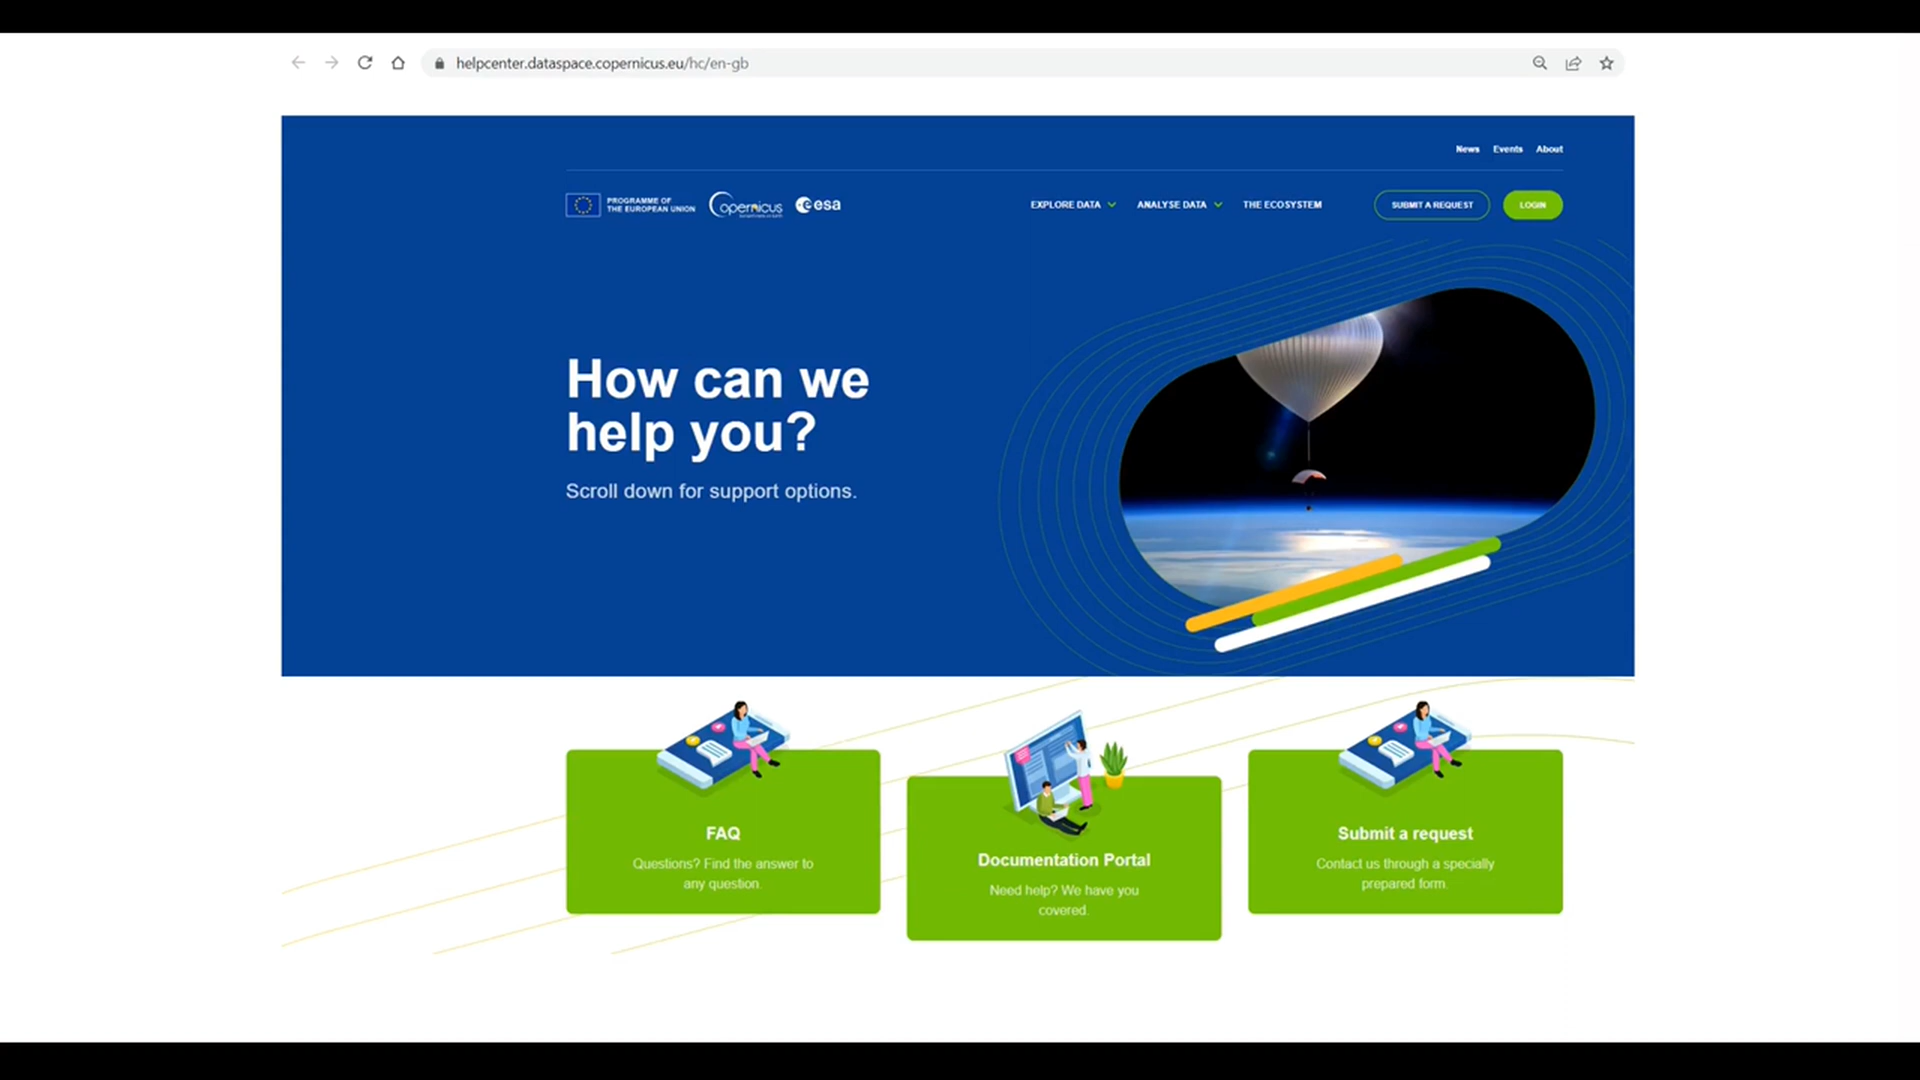 helpcenter.dataspace.copernicus.eu/hc/en-gb
News Events About
PROGRAMME OF
THE EUROPEAN UNION
opernicus
esa
EXPLORE DATA ANALYSE DATA THE ECOSYSTEM SUBMIT A REQUEST LOGIN
How can we
help you?
Scroll down for support options.
FAQ
Questions? Find the answer to
any question.
Documentation Portal
Need help? We have you
covered.
Submit a request
Contact us through a specially
prepared form.